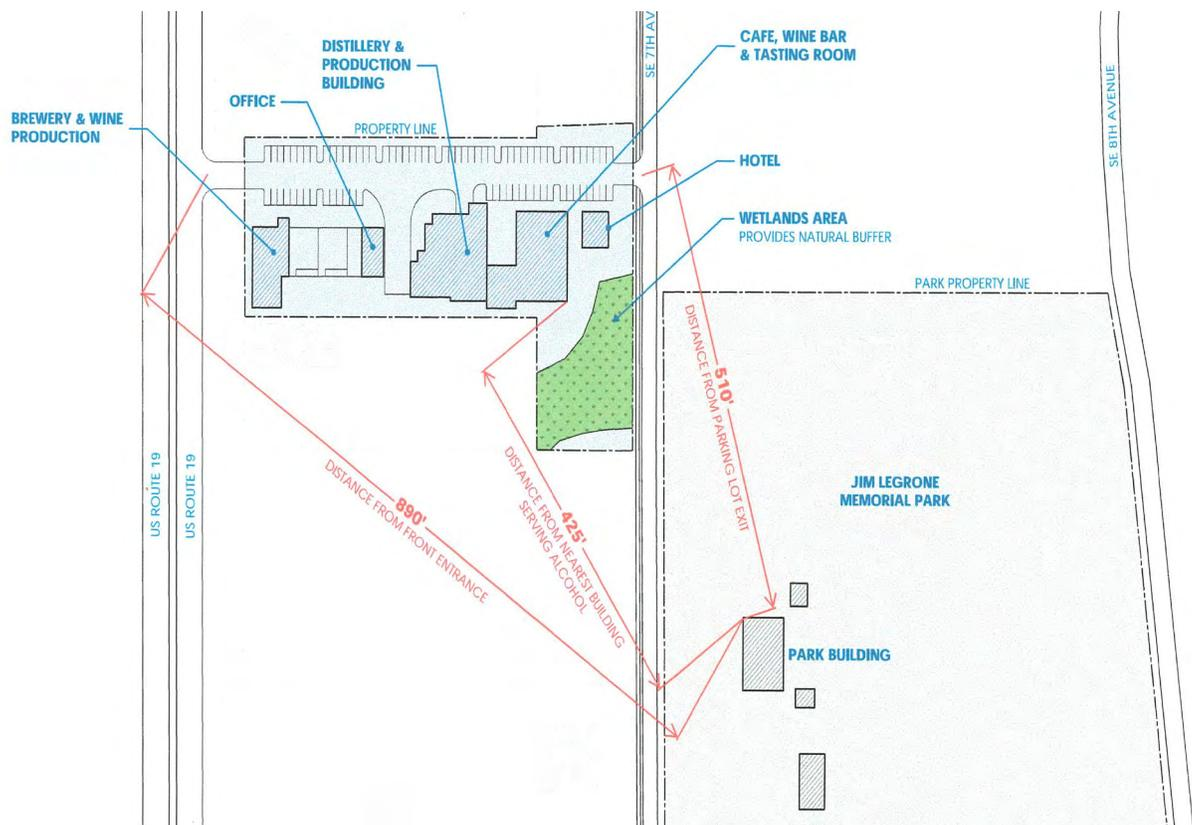 DISTILLERY &
PRODUCTION
BUILDING
OFFICE
BREWERY & WINE
PRODUCTION
PROPERTY LINE
SE 7TH AV
CAFE, WINE BAR
& TASTING ROOM
HOTEL
WETLANDS AREA
PROVIDES NATURAL BUFFER
SE 8TH AVENUE
PARK PROPERTY LINE
510'
DISTANCE FROM PARKING LOT EXIT
US ROUTE 19
US ROUTE 19
890'
DISTANCE FROM FRONT ENTRANCE
425'
DISTANCE FROM NEAREST BUILDING
SERVING ALCOHOL
JIM LEGRONE
MEMORIAL PARK
PARK BUILDING